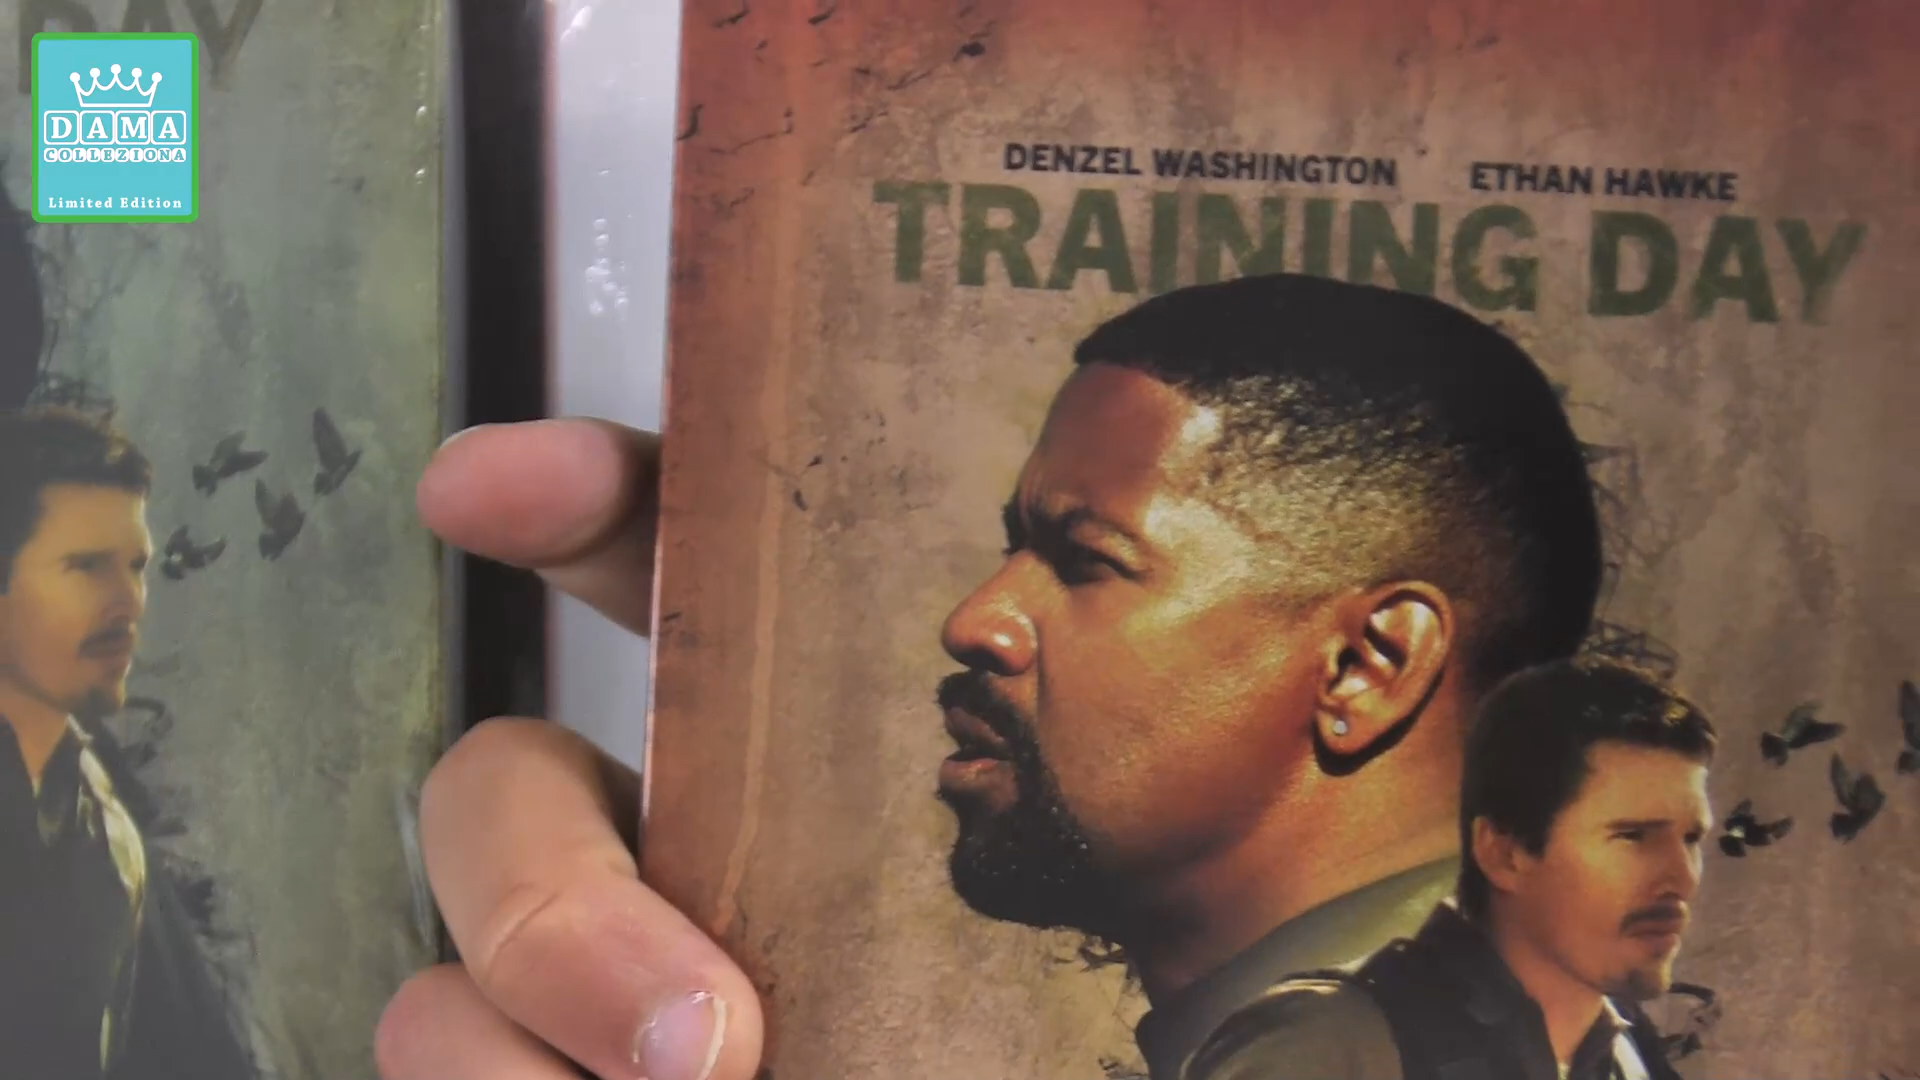 DAY
DAMA
COLLEZIONA
Limited Edition
DENZEL WASHINGTON ETHAN HAWKE
TRAINING DAY